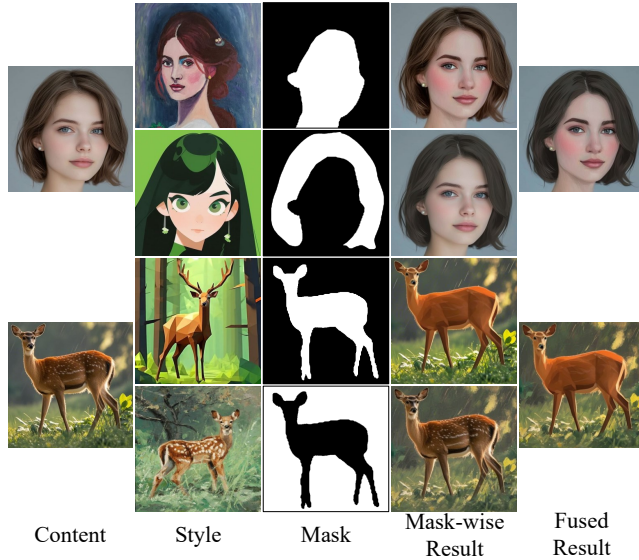 Content
Style
Mask
Mask-wise
Result
Fused
Result